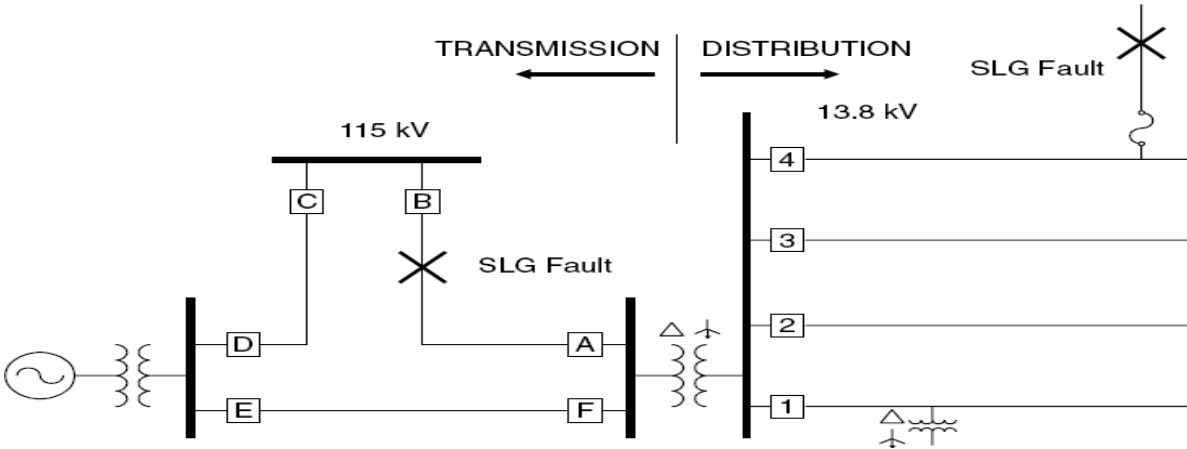 TRANSMISSION
DISTRIBUTION
SLG Fault
13.8 kV
115 kV
4
C
B
3
SLG Fault
2
D
A
1
E
F